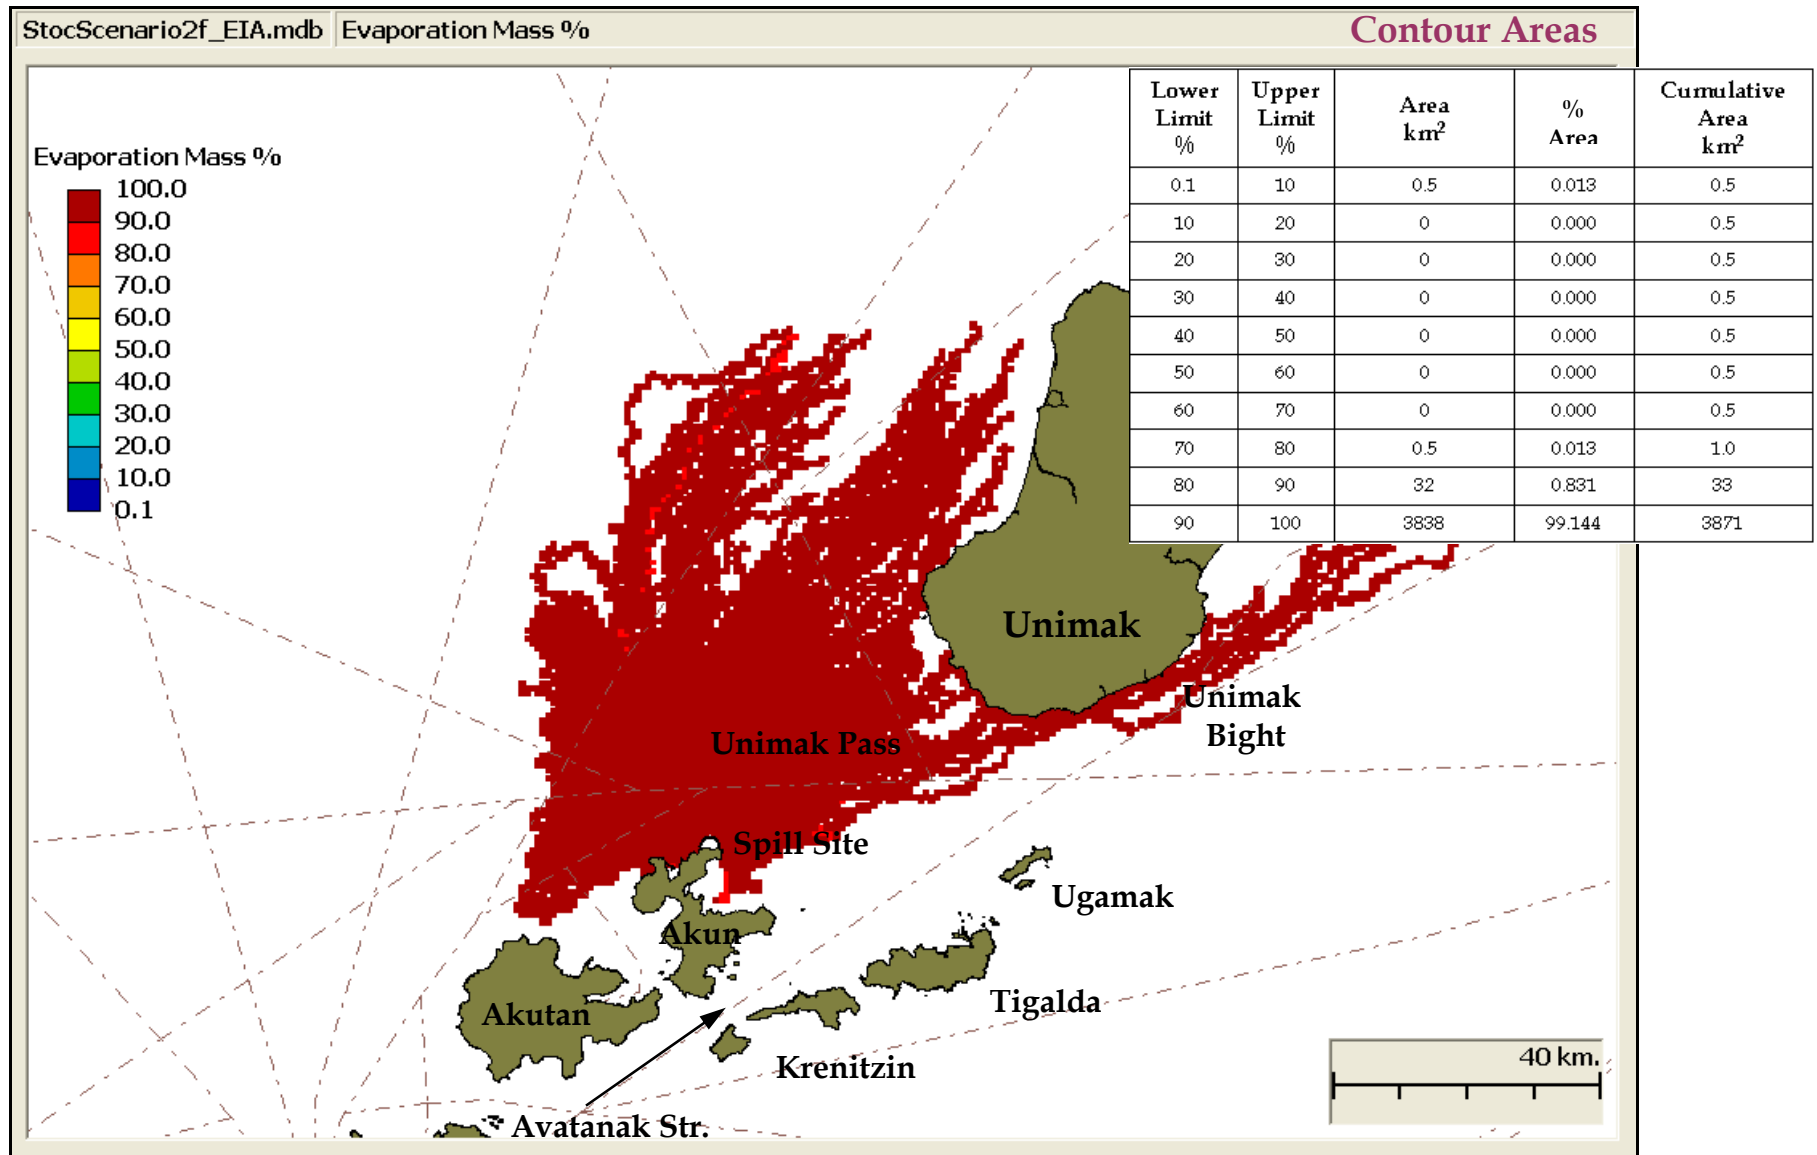 StocScenario2f_EIA.mdb Evaporation Mass %
Contour Areas
Lower Limit % Upper Limit % Area km² % Area Cumulative Area km²
0.1 10 0.5 0.013 0.5
10 20 0 0.000 0.5
20 30 0 0.000 0.5
30 40 0 0.000 0.5
40 50 0 0.000 0.5
50 60 0 0.000 0.5
60 70 0 0.000 0.5
70 80 0.5 0.013 1.0
80 90 32 0.831 33
90 100 3838 99.144 3871
Evaporation Mass %
100.0
90.0
80.0
70.0
60.0
50.0
40.0
30.0
20.0
10.0
0.1
Unimak
Unimak
Bight
Unimak Pass
Spill Site
Ugamak
Akun
Tigalda
Akutan
Krenitzin
Avatanak Str.
40 km.